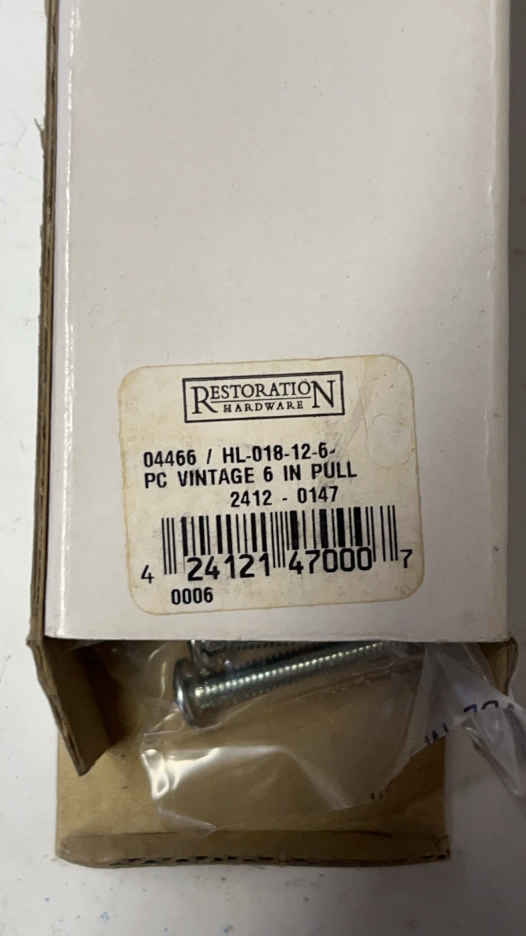 RESTORATION
HARDWARE
04466 / HL-018-12-6-
PC VINTAGE 6 IN PULL
2412 - 0147
4 24121 47000 7
0006